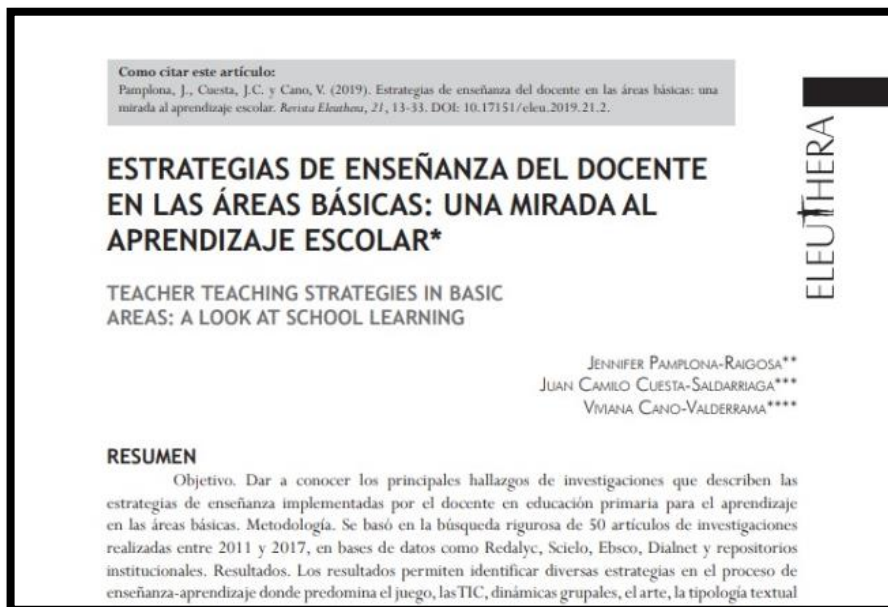 Como citar este artículo:
Pamplona, J., Cuesta, J.C. y Cano, V. (2019). Estrategias de enseñanza del docente en las áreas básicas: una
mirada al aprendizaje escolar. Revista Eleuthera, 21, 13-33. DOI: 10.17151/eleu.2019.21.2.
ELEUTHERA
ESTRATEGIAS DE ENSEÑANZA DEL DOCENTE
EN LAS ÁREAS BÁSICAS: UNA MIRADA AL
APRENDIZAJE ESCOLAR*
TEACHER TEACHING STRATEGIES IN BASIC
AREAS: A LOOK AT SCHOOL LEARNING
JENNIFER PAMPLONA-RAIGOSA**
JUAN CAMILO CUESTA-SALDARRIAGA***
VIVIANA CANO-VALDERRAMA****
RESUMEN
Objetivo. Dar a conocer los principales hallazgos de investigaciones que describen las
estrategias de enseñanza implementadas por el docente en educación primaria para el aprendizaje
en las áreas básicas. Metodología. Se basó en la búsqueda rigurosa de 50 artículos de investigaciones
realizadas entre 2011 y 2017, en bases de datos como Redalyc, Scielo, Ebsco, Dialnet y repositorios
institucionales. Resultados. Los resultados permiten identificar diversas estrategias en el proceso de
enseñanza-aprendizaje donde predomina el juego, las TIC, dinámicas grupales, el arte, la tipología textual